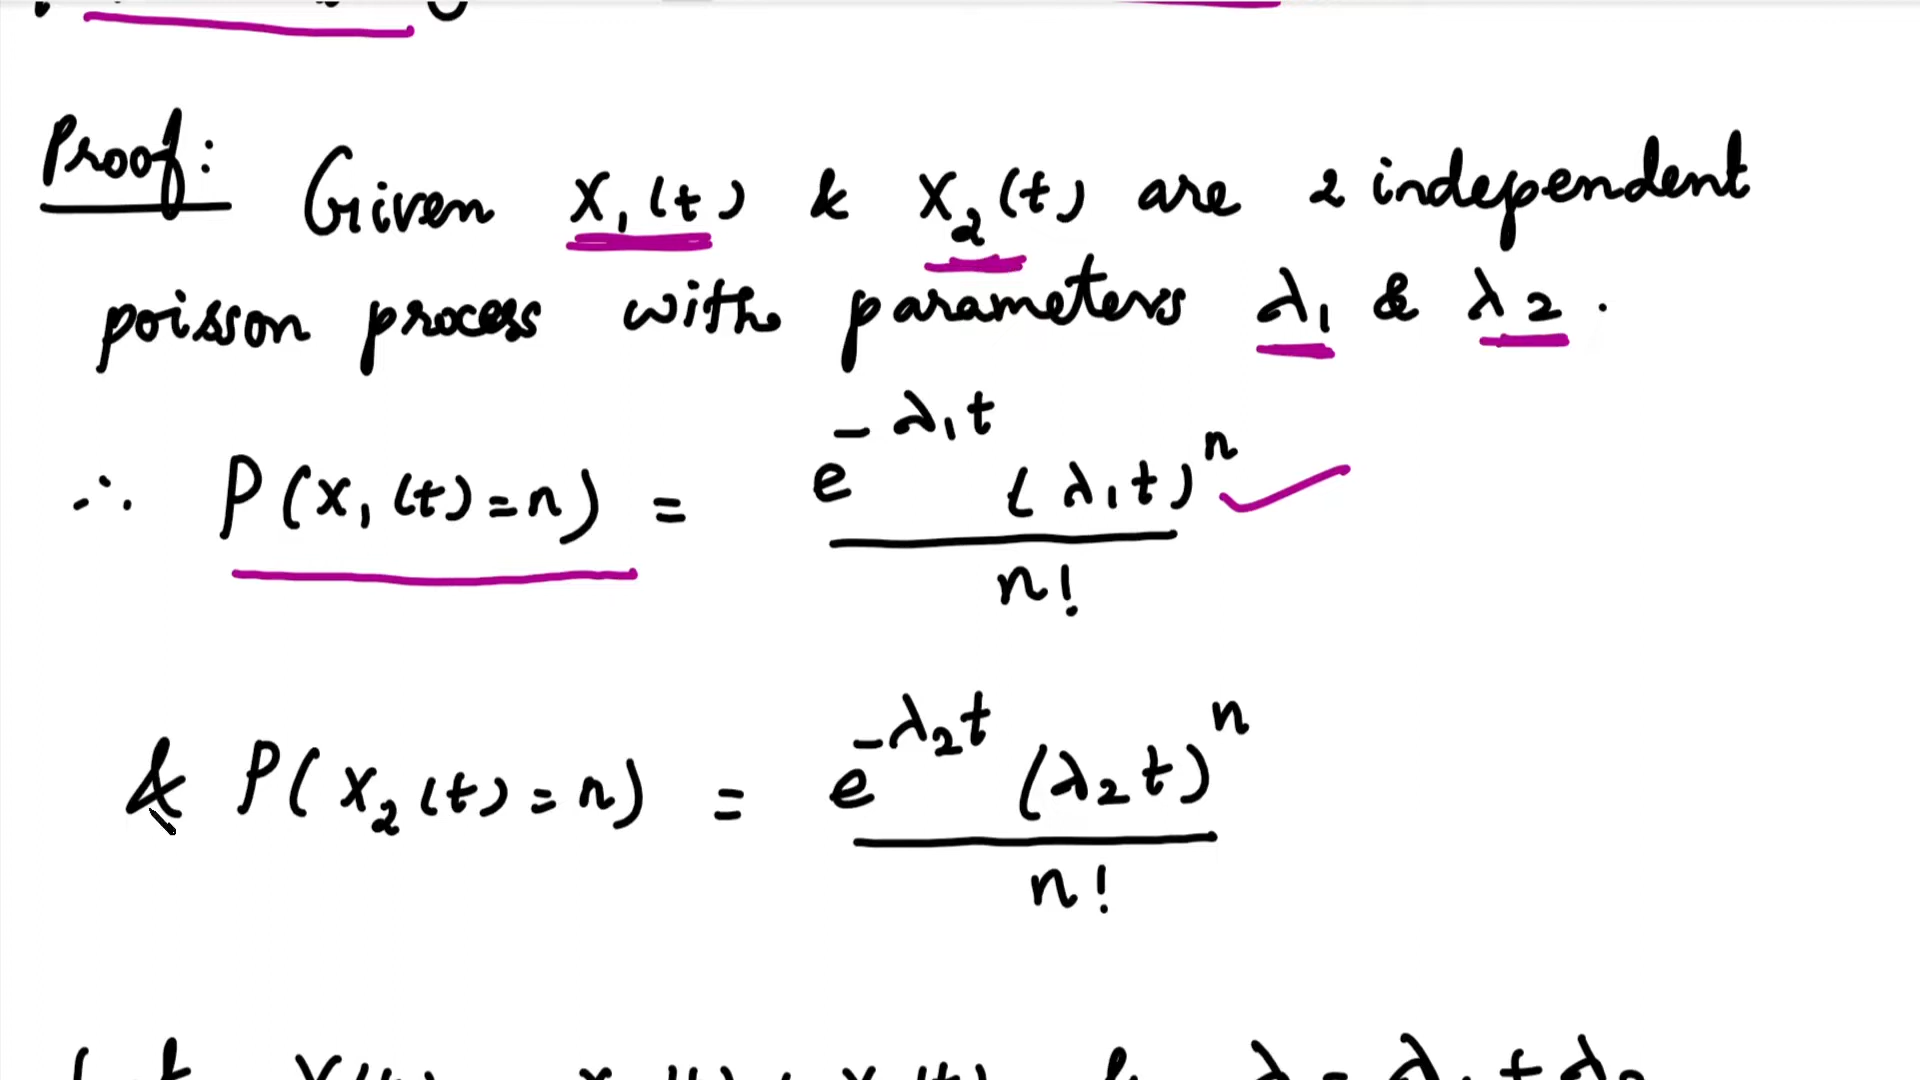 Proof: Given X₁(t) & X₂(t) are 2 independent
poisson process with parameters λ₁ & λ₂.
∴ P(X₁(t)=n) = e^{-λ₁t} (λ₁t)^n / n!
& P(X₂(t)=n) = e^{-λ₂t} (λ₂t)^n / n!